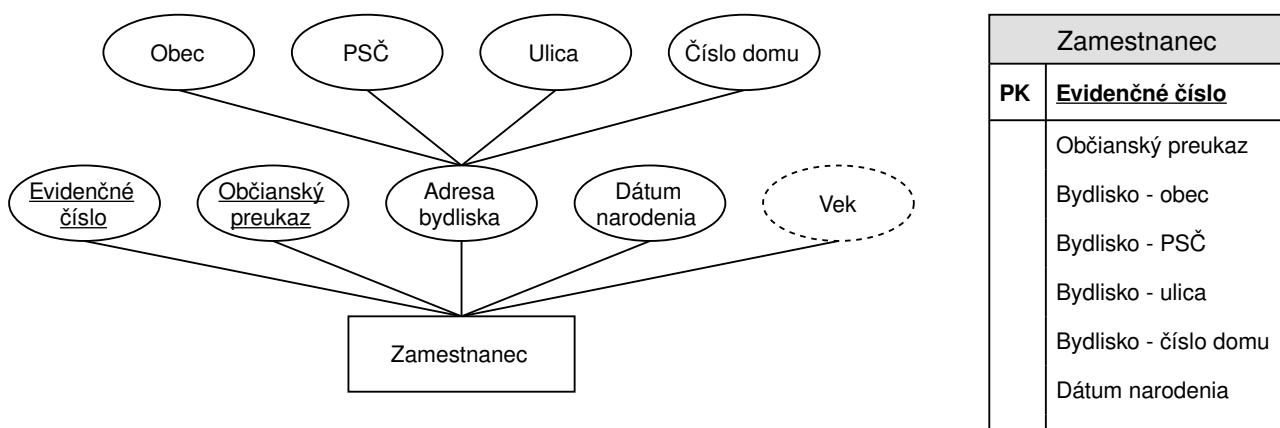 Obec
PSČ
Ulica
Číslo domu
Evidenčné
číslo
Občianský
preukaz
Adresa
bydliska
Dátum
narodenia
Vek
Zamestnanec
Zamestnanec
PK Evidenčné číslo
Občianský preukaz
Bydlisko - obec
Bydlisko - PSČ
Bydlisko - ulica
Bydlisko - číslo domu
Dátum narodenia